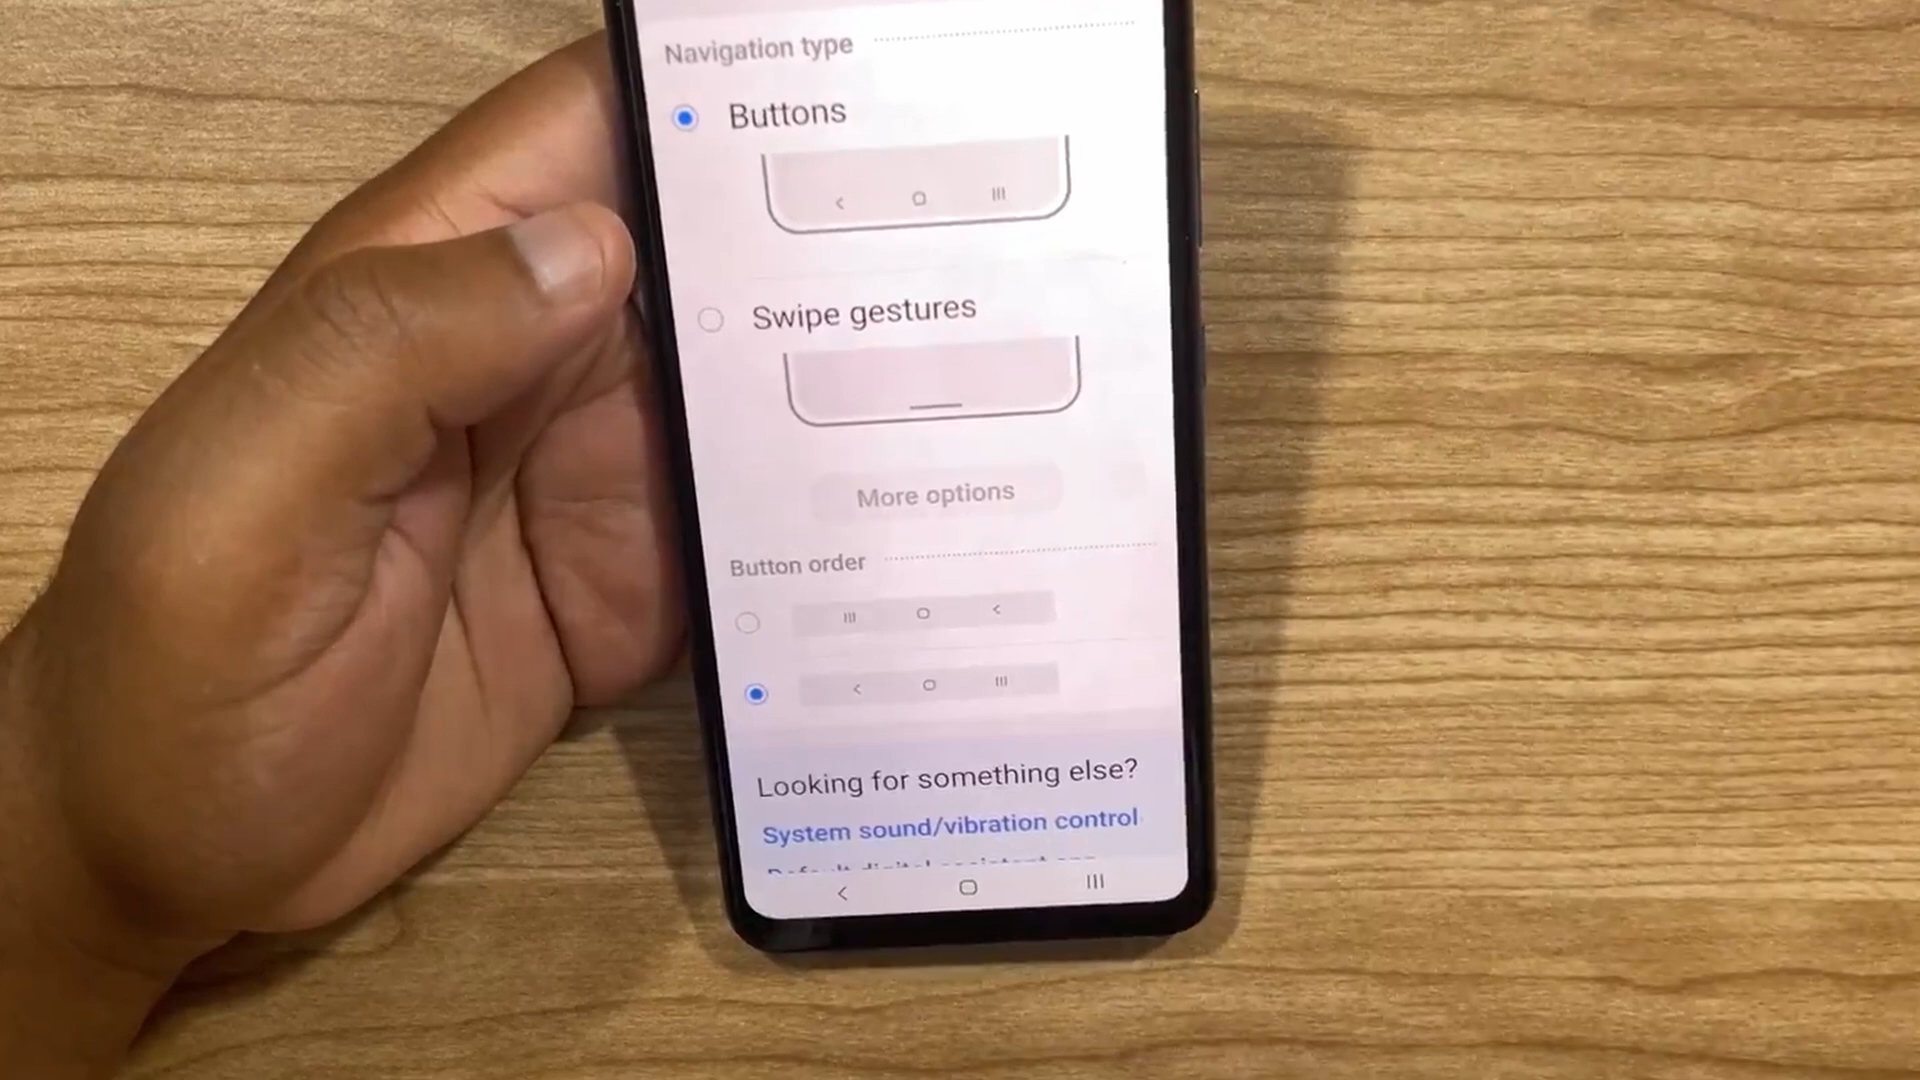 Navigation type
Buttons
Swipe gestures
More options
Button order
Looking for something else?
System sound/vibration control